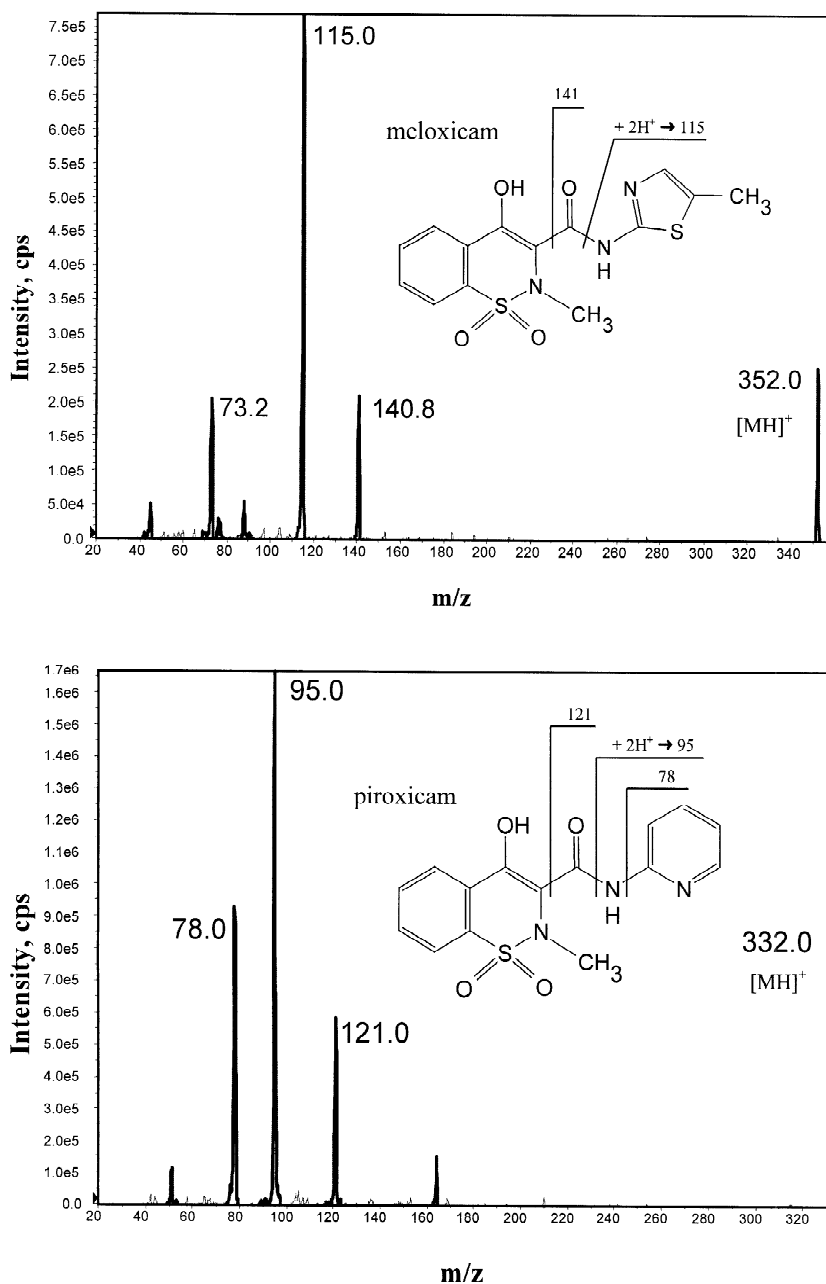 7.5e5
7.0e5
6.5e5
6.0e5
5.5e5
5.0e5
4.5e5
4.0e5
3.5e5
3.0e5
2.5e5
2.0e5
1.5e5
1.0e5
5.0e4
0.0
Intensity, cps
115.0
141
+ 2H⁺ → 115
mcloxicam
OH
O
N
CH3
S
N
H
N
S
CH3
O
O
73.2
140.8
352.0
[MH]⁺
20 40 60 80 100 120 140 160 180 200 220 240 260 280 300 320 340
m/z
1.7e6
1.6e6
1.5e6
1.4e6
1.3e6
1.2e6
1.1e6
1.0e6
9.0e5
8.0e5
7.0e5
6.0e5
5.0e5
4.0e5
3.0e5
2.0e5
1.0e5
0.0
Intensity, cps
95.0
121
+ 2H⁺ → 95
78
piroxicam
OH
O
N
H
N
N
S
CH3
O
O
78.0
121.0
332.0
[MH]⁺
20 40 60 80 100 120 140 160 180 200 220 240 260 280 300 320
m/z